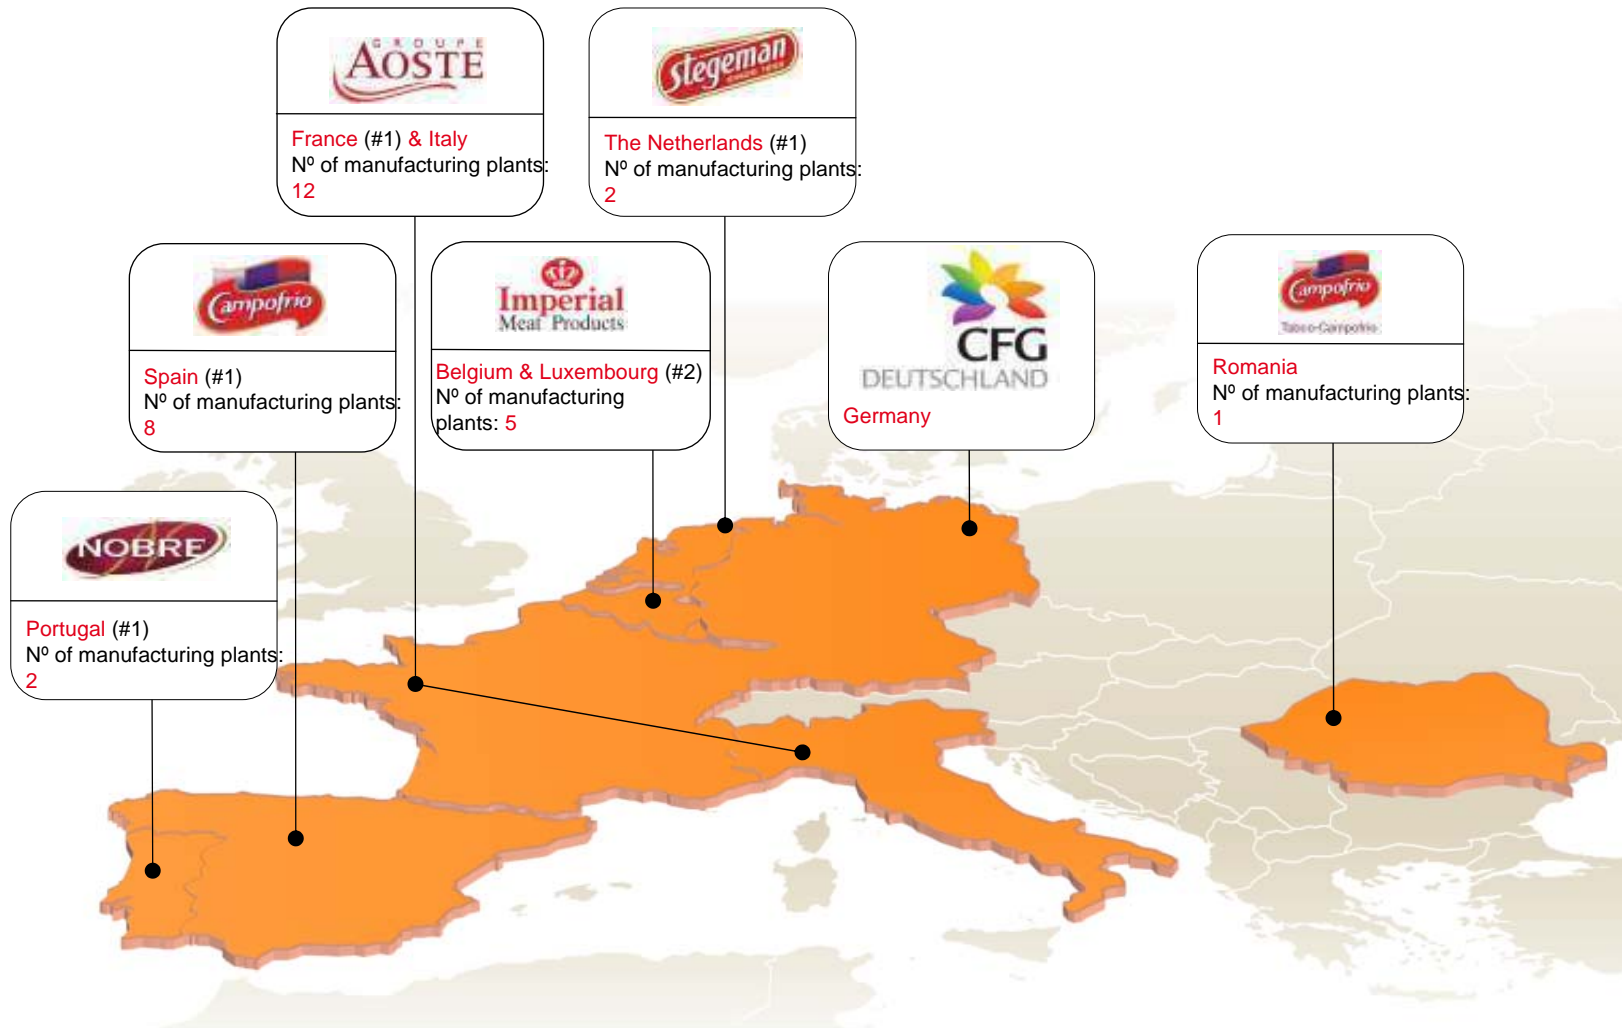 GROUPE
AOSTE
France (#1) & Italy
Nº of manufacturing plants:
12
stegeman
SINCE 1858
The Netherlands (#1)
Nº of manufacturing plants:
2
Campofrio
Spain (#1)
Nº of manufacturing plants:
8
Imperial
Meat Products
Belgium & Luxembourg (#2)
Nº of manufacturing
plants: 5
CFG
DEUTSCHLAND
Germany
Campofrio
Tabco-Campofrio
Romania
Nº of manufacturing plants:
1
NOBRE
Portugal (#1)
Nº of manufacturing plants:
2